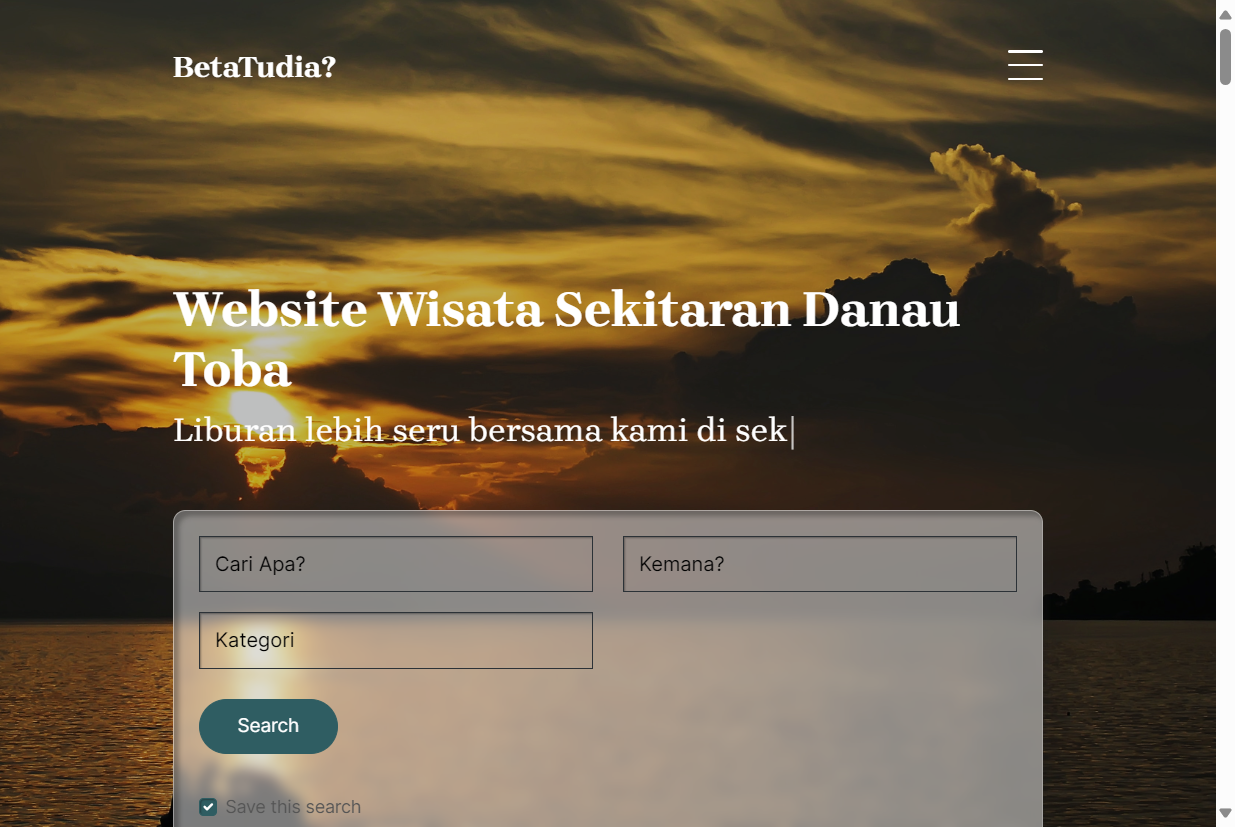 BetaTudia?
Website Wisata Sekitaran Danau
Toba
Liburan lebih seru bersama kami di sek
Cari Apa?
Kemana?
Kategori
Search
Save this search